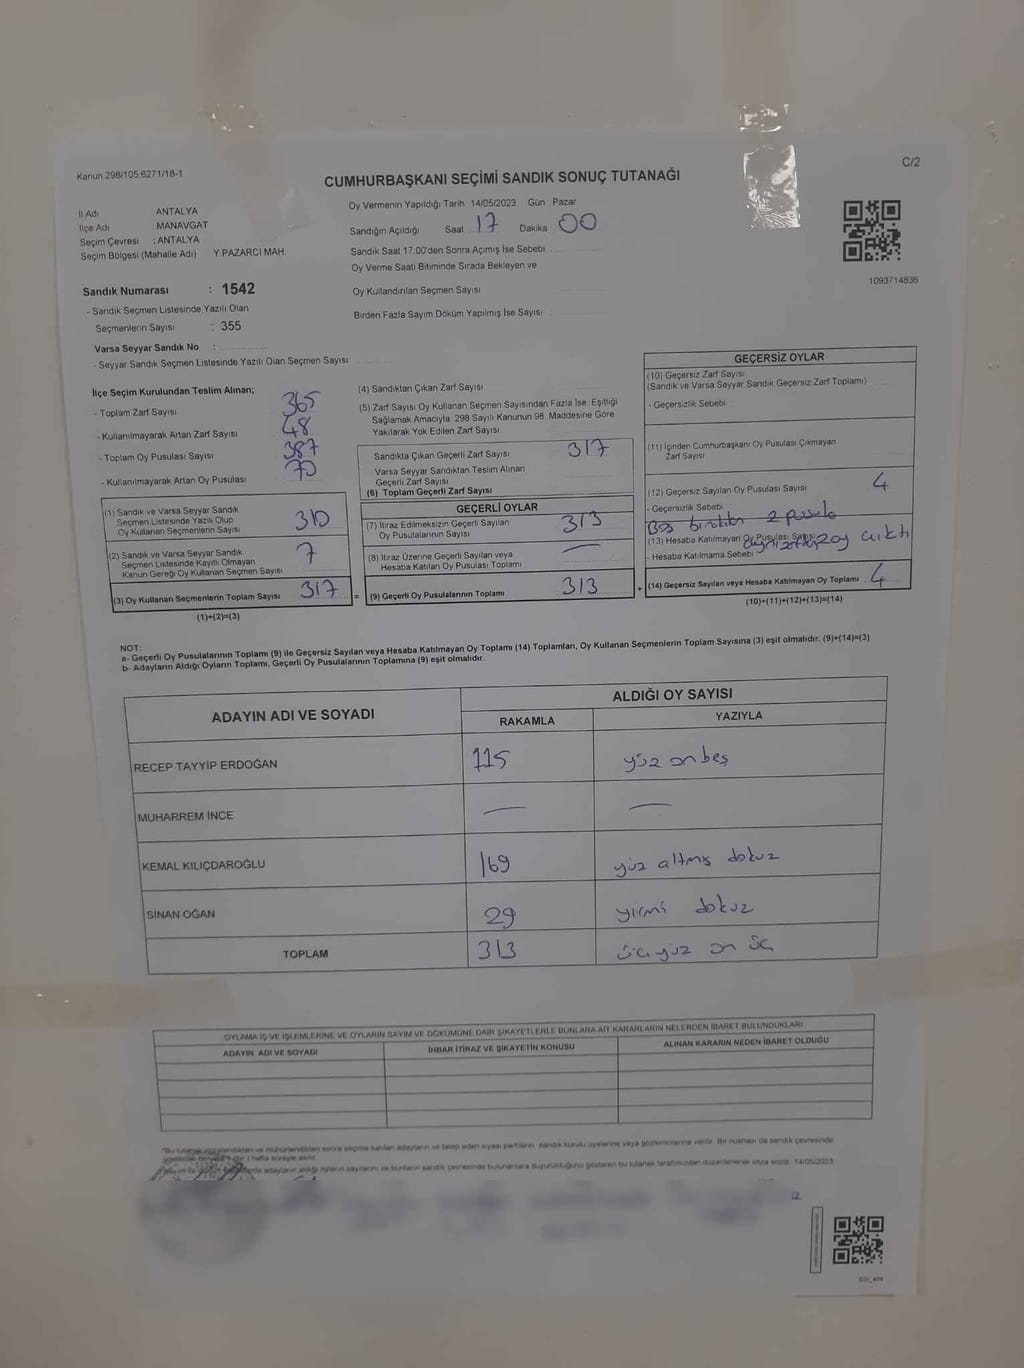 Kanun 298/105,6271/18-1
C/2
CUMHURBAŞKANI SEÇİMİ SANDIK SONUÇ TUTANAĞI
İl Adı ANTALYA
İlçe Adı MANAVGAT
Seçim Çevresi : ANTALYA
Seçim Bölgesi (Mahalle Adı) Y.PAZARCI MAH.
Sandık Numarası : 1542
- Sandık Seçmen Listesinde Yazılı Olan
Seçmenlerin Sayısı : 355
Varsa Seyyar Sandık No :
- Seyyar Sandık Seçmen Listesinde Yazılı Olan Seçmen Sayısı:
Oy Vermenin Yapıldığı Tarih 14/05/2023 Gün Pazar
Sandığın Açıldığı Saat 17 Dakika 00
Sandık Saat 17:00'den Sonra Açımış İse Sebebi
Oy Verme Saati Bitiminde Sırada Bekleyen ve
Oy Kullandırılan Seçmen Sayısı
Birden Fazla Sayım Döküm Yapılmış İse Sayısı
1093714836
İlçe Seçim Kurulundan Teslim Alınan;
- Toplam Zarf Sayısı 365
- Kullanılmayarak Artan Zarf Sayısı 48
- Toplam Oy Pusulası Sayısı 387
- Kullanılmayarak Artan Oy Pusulası 70
(1) Sandık ve Varsa Seyyar Sandık
Seçmen Listesinde Yazılı Olup
Oy Kullanan Seçmenlerin Sayısı 310
(2) Sandık ve Varsa Seyyar Sandık
Seçmen Listesinde Kayıtlı Olmayan
Kanun Gereği Oy Kullanan Seçmen Sayısı 7
(3) Oy Kullanan Seçmenlerin Toplam Sayısı 317 =
(1)+(2)=(3)
(4) Sandıktan Çıkan Zarf Sayısı
(5) Zarf Sayısı Oy Kullanan Seçmen Sayısından Fazla İse, Eşitliği
Sağlamak Amacıyla, 298 Sayılı Kanunun 98. Maddesine Göre
Yakılarak Yok Edilen Zarf Sayısı
Sandıkta Çıkan Geçerli Zarf Sayısı 317
Varsa Seyyar Sandıktan Teslim Alınan
Geçerli Zarf Sayısı
(6) Toplam Geçerli Zarf Sayısı
GEÇERLİ OYLAR
(7) İtiraz Edilmeksizin Geçerli Sayılan
Oy Pusulalarının Sayısı 313
(8) İtiraz Üzerine Geçerli Sayılan veya
Hesaba Katılan Oy Pusulası Toplamı —
(9) Geçerli Oy Pusulalarının Toplamı 313 +
GEÇERSİZ OYLAR
(10) Geçersiz Zarf Sayısı
(Sandık ve Varsa Seyyar Sandık Geçersiz Zarf Toplamı)
- Geçersizlik Sebebi
(11) İçinden Cumhurbaşkanı Oy Pusulası Çıkmayan
Zarf Sayısı
(12) Geçersiz Sayılan Oy Pusulası Sayısı 4
- Geçersizlik Sebebi
2 pusula
(13) Hesaba Katılmayan Oy Pusulası Sayısı
2 oy çıktı
- Hesaba Katılmama Sebebi
(14) Geçersiz Sayılan veya Hesaba Katılmayan Oy Toplamı 4
(10)+(11)+(12)+(13)=(14)
NOT:
a- Geçerli Oy Pusulalarının Toplamı (9) ile Geçersiz Sayılan veya Hesaba Katılmayan Oy Toplamı (14) Toplamları, Oy Kullanan Seçmenlerin Toplam Sayısına (3) eşit olmalıdır. (9)+(14)=(3)
b- Adayların Aldığı Oyların Toplamı, Geçerli Oy Pusulalarının Toplamına (9) eşit olmalıdır.
ADAYIN ADI VE SOYADI ALDIĞI OY SAYISI
RAKAMLA YAZIYLA
RECEP TAYYİP ERDOĞAN 115 yüz on beş
MUHARREM İNCE — —
KEMAL KILIÇDAROĞLU 169 yüz altmış dokuz
SİNAN OĞAN 29 yirmi dokuz
TOPLAM 313 üçyüz on üç
OYLAMA İŞ VE İŞLEMLERİNE VE OYLARIN SAYIM VE DÖKÜMÜNE DAİR ŞİKAYETLERLE BUNLARA AİT KARARLARIN NELERDEN İBARET BULUNDUKLARI
ADAYIN ADI VE SOYADI İHBAR İTİRAZ VE ŞİKAYETİN KONUSU ALINAN KARARIN NEDEN İBARET OLDUĞU